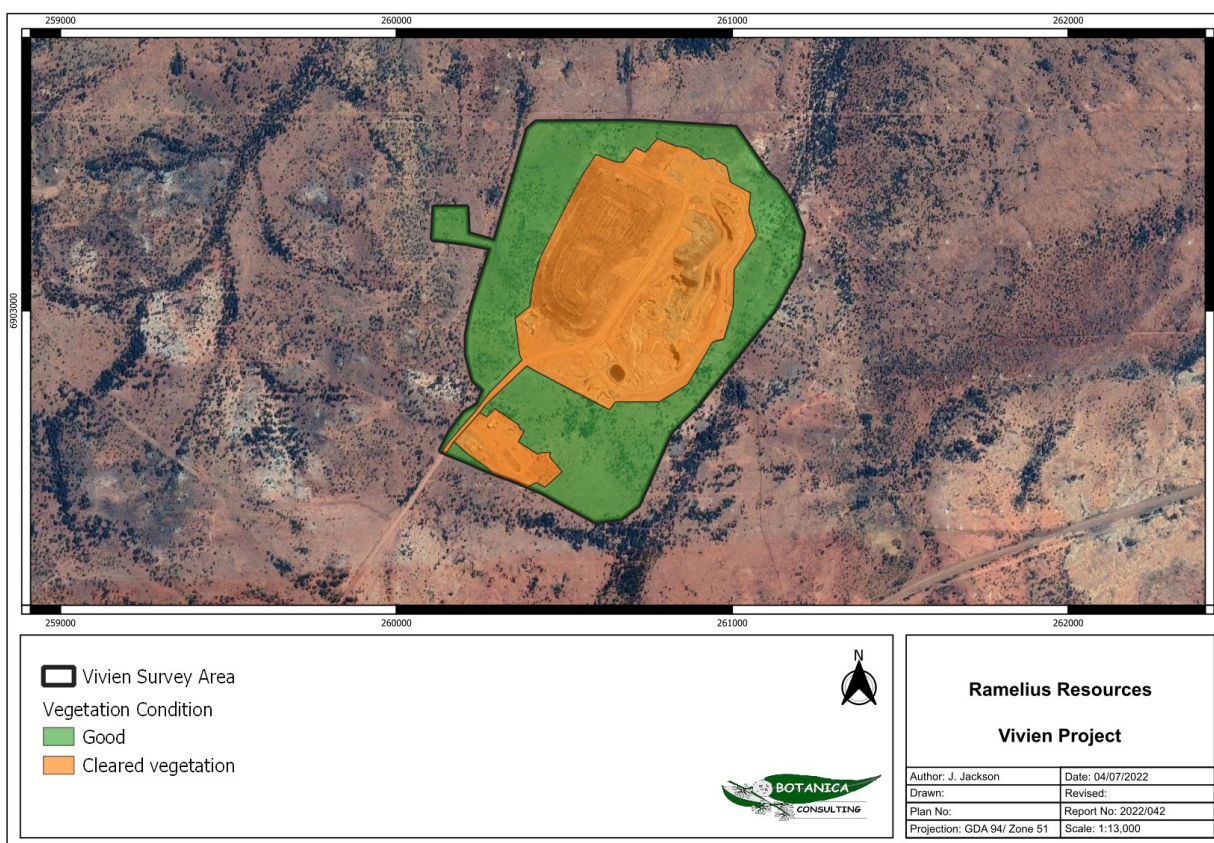 259000
260000
261000
262000
6903000
259000
260000
261000
262000
Vivien Survey Area
Vegetation Condition
Good
Cleared vegetation
N
BOTANICA
CONSULTING
Ramelius Resources
Vivien Project
Author: J. Jackson
Date: 04/07/2022
Drawn:
Revised:
Plan No:
Report No: 2022/042
Projection: GDA 94/ Zone 51
Scale: 1:13,000